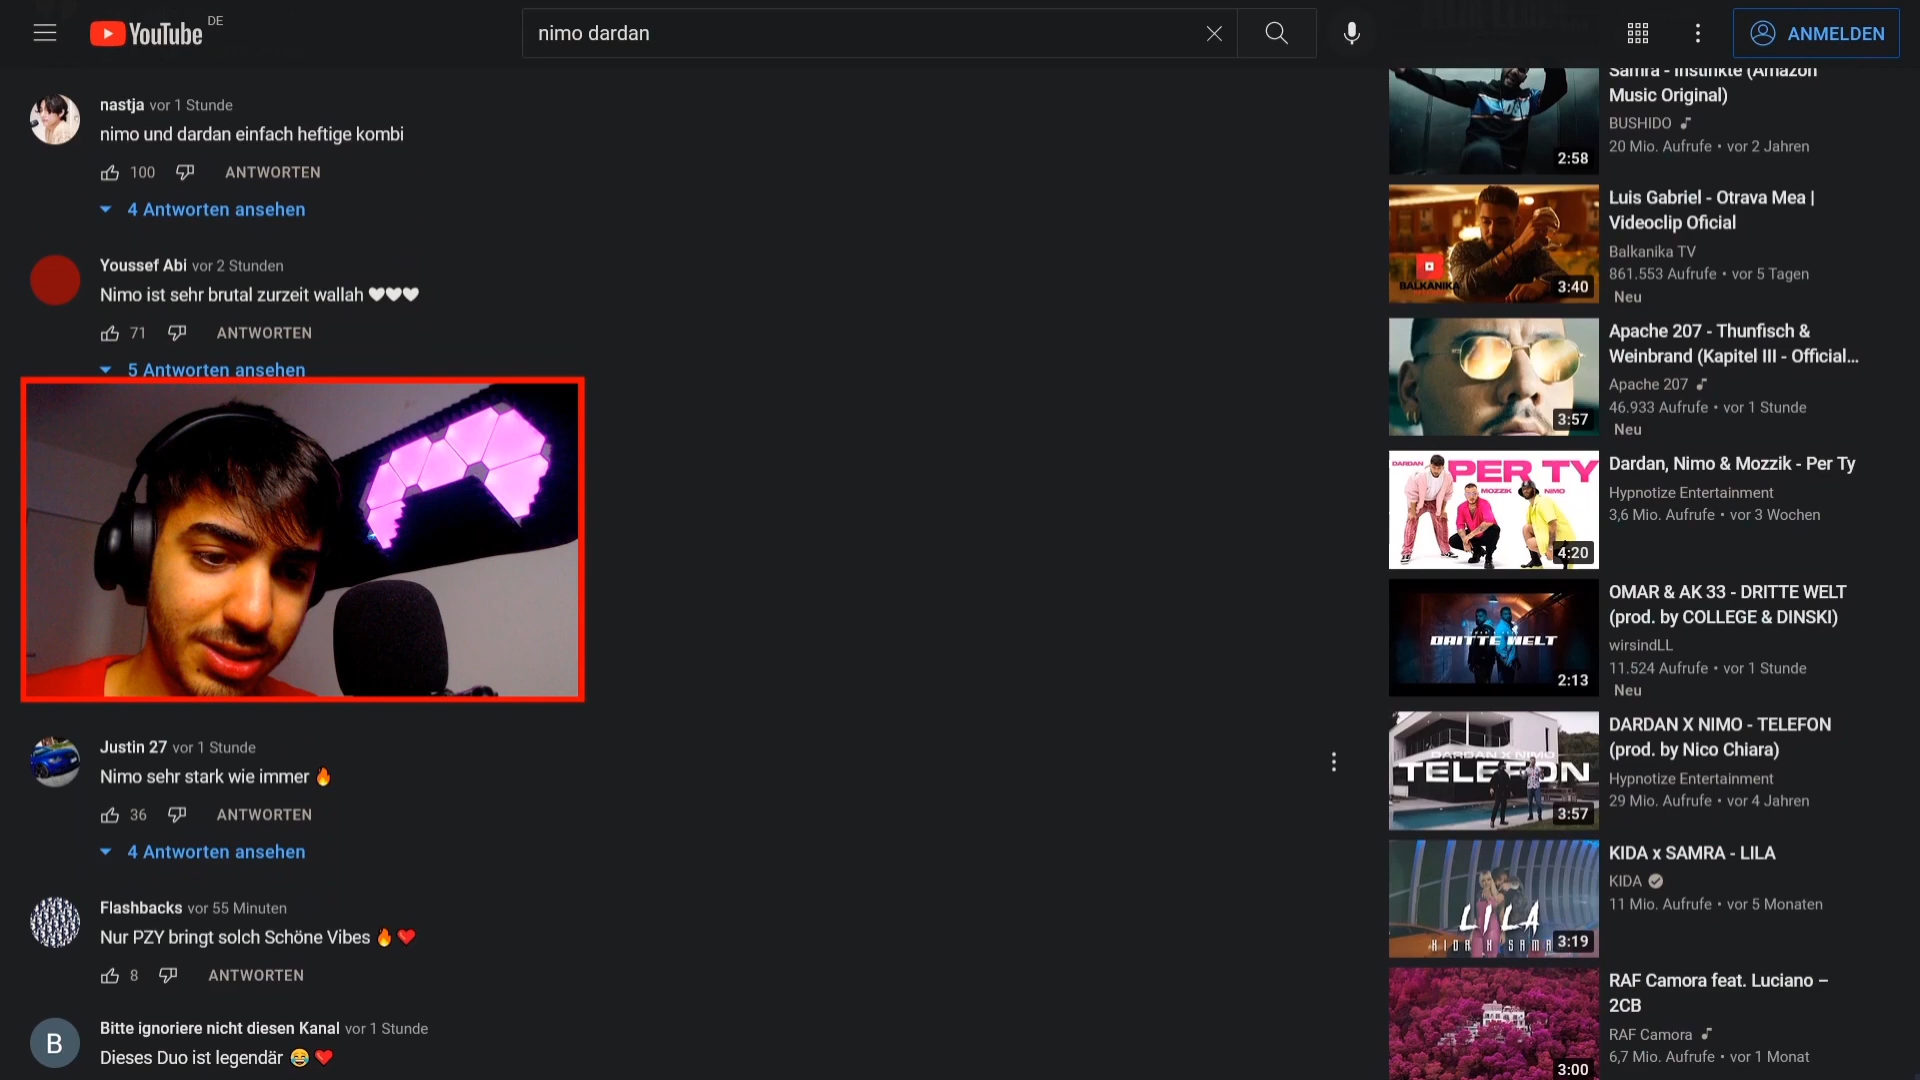 YouTube DE
nimo dardan
ANMELDEN
nastja vor 1 Stunde
nimo und dardan einfach heftige kombi
100 ANTWORTEN
4 Antworten ansehen
Youssef Abi vor 2 Stunden
Nimo ist sehr brutal zurzeit wallah 🤍🤍🤍
71 ANTWORTEN
5 Antworten ansehen
Justin 27 vor 1 Stunde
Nimo sehr stark wie immer 🔥
36 ANTWORTEN
4 Antworten ansehen
Flashbacks vor 55 Minuten
Nur PZY bringt solch Schöne Vibes 🔥❤️
8 ANTWORTEN
B
Bitte ignoriere nicht diesen Kanal vor 1 Stunde
Dieses Duo ist legendär 😂❤️
2:58
Samra - Instinkte (Amazon
Music Original)
BUSHIDO
20 Mio. Aufrufe • vor 2 Jahren
BALKANIKA
3:40
Luis Gabriel - Otrava Mea |
Videoclip Oficial
Balkanika TV
861.553 Aufrufe • vor 5 Tagen
Neu
3:57
Apache 207 - Thunfisch &
Weinbrand (Kapitel III - Official...
Apache 207
46.933 Aufrufe • vor 1 Stunde
Neu
DARDAN PER TY
MOZZIK NIMO
4:20
Dardan, Nimo & Mozzik - Per Ty
Hypnotize Entertainment
3,6 Mio. Aufrufe • vor 3 Wochen
DRITTE WELT
2:13
OMAR & AK 33 - DRITTE WELT
(prod. by COLLEGE & DINSKI)
wirsindLL
11.524 Aufrufe • vor 1 Stunde
Neu
DARDAN X NIMO
TELEFON
3:57
DARDAN X NIMO - TELEFON
(prod. by Nico Chiara)
Hypnotize Entertainment
29 Mio. Aufrufe • vor 4 Jahren
LILA
KIDA X SAMRA
3:19
KIDA x SAMRA - LILA
KIDA
11 Mio. Aufrufe • vor 5 Monaten
3:00
RAF Camora feat. Luciano –
2CB
RAF Camora
6,7 Mio. Aufrufe • vor 1 Monat